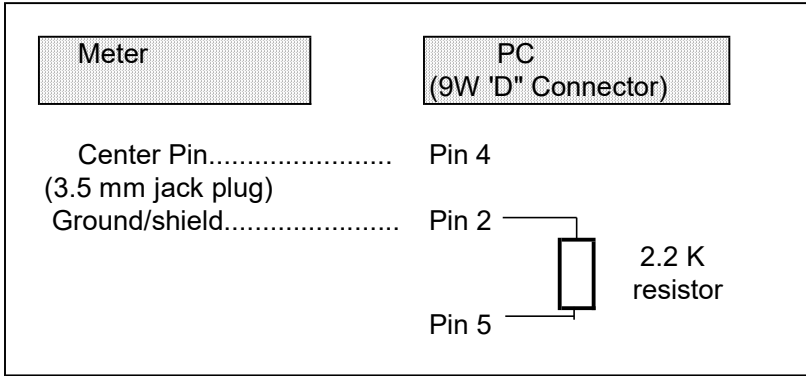 Meter
PC
(9W 'D" Connector)
Center Pin........................ Pin 4
(3.5 mm jack plug)
Ground/shield....................... Pin 2
2.2 K
resistor
Pin 5